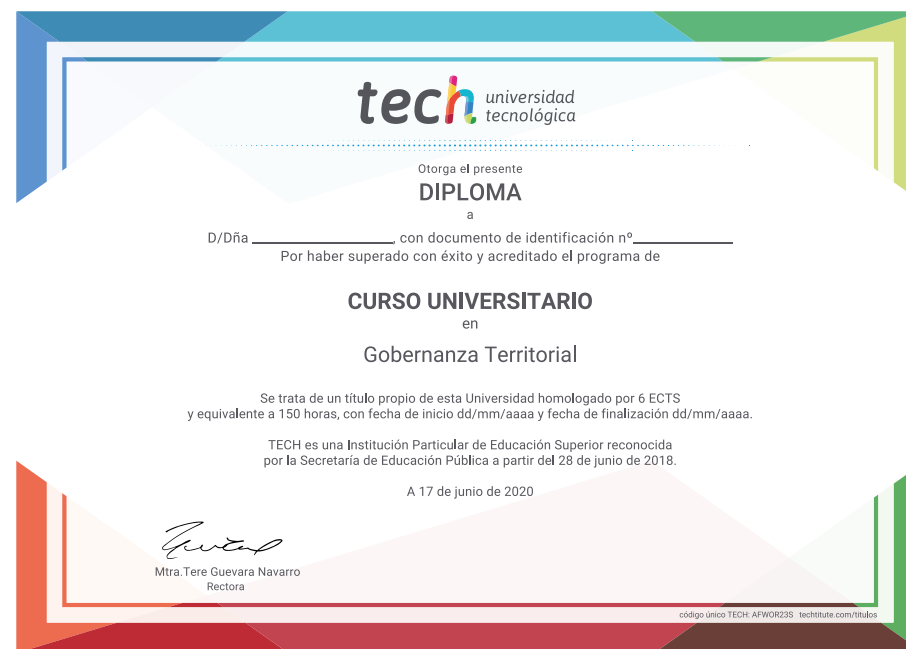 tech universidad
tecnológica
Otorga el presente
DIPLOMA
a
D/Dña ____________________, con documento de identificación nº______________
Por haber superado con éxito y acreditado el programa de
CURSO UNIVERSITARIO
en
Gobernanza Territorial
Se trata de un título propio de esta Universidad homologado por 6 ECTS
y equivalente a 150 horas, con fecha de inicio dd/mm/aaaa y fecha de finalización dd/mm/aaaa.
TECH es una Institución Particular de Educación Superior reconocida
por la Secretaría de Educación Pública a partir del 28 de junio de 2018.
A 17 de junio de 2020
Mtra.Tere Guevara Navarro
Rectora
código único TECH: AFWOR23S techtitute.com/titulos